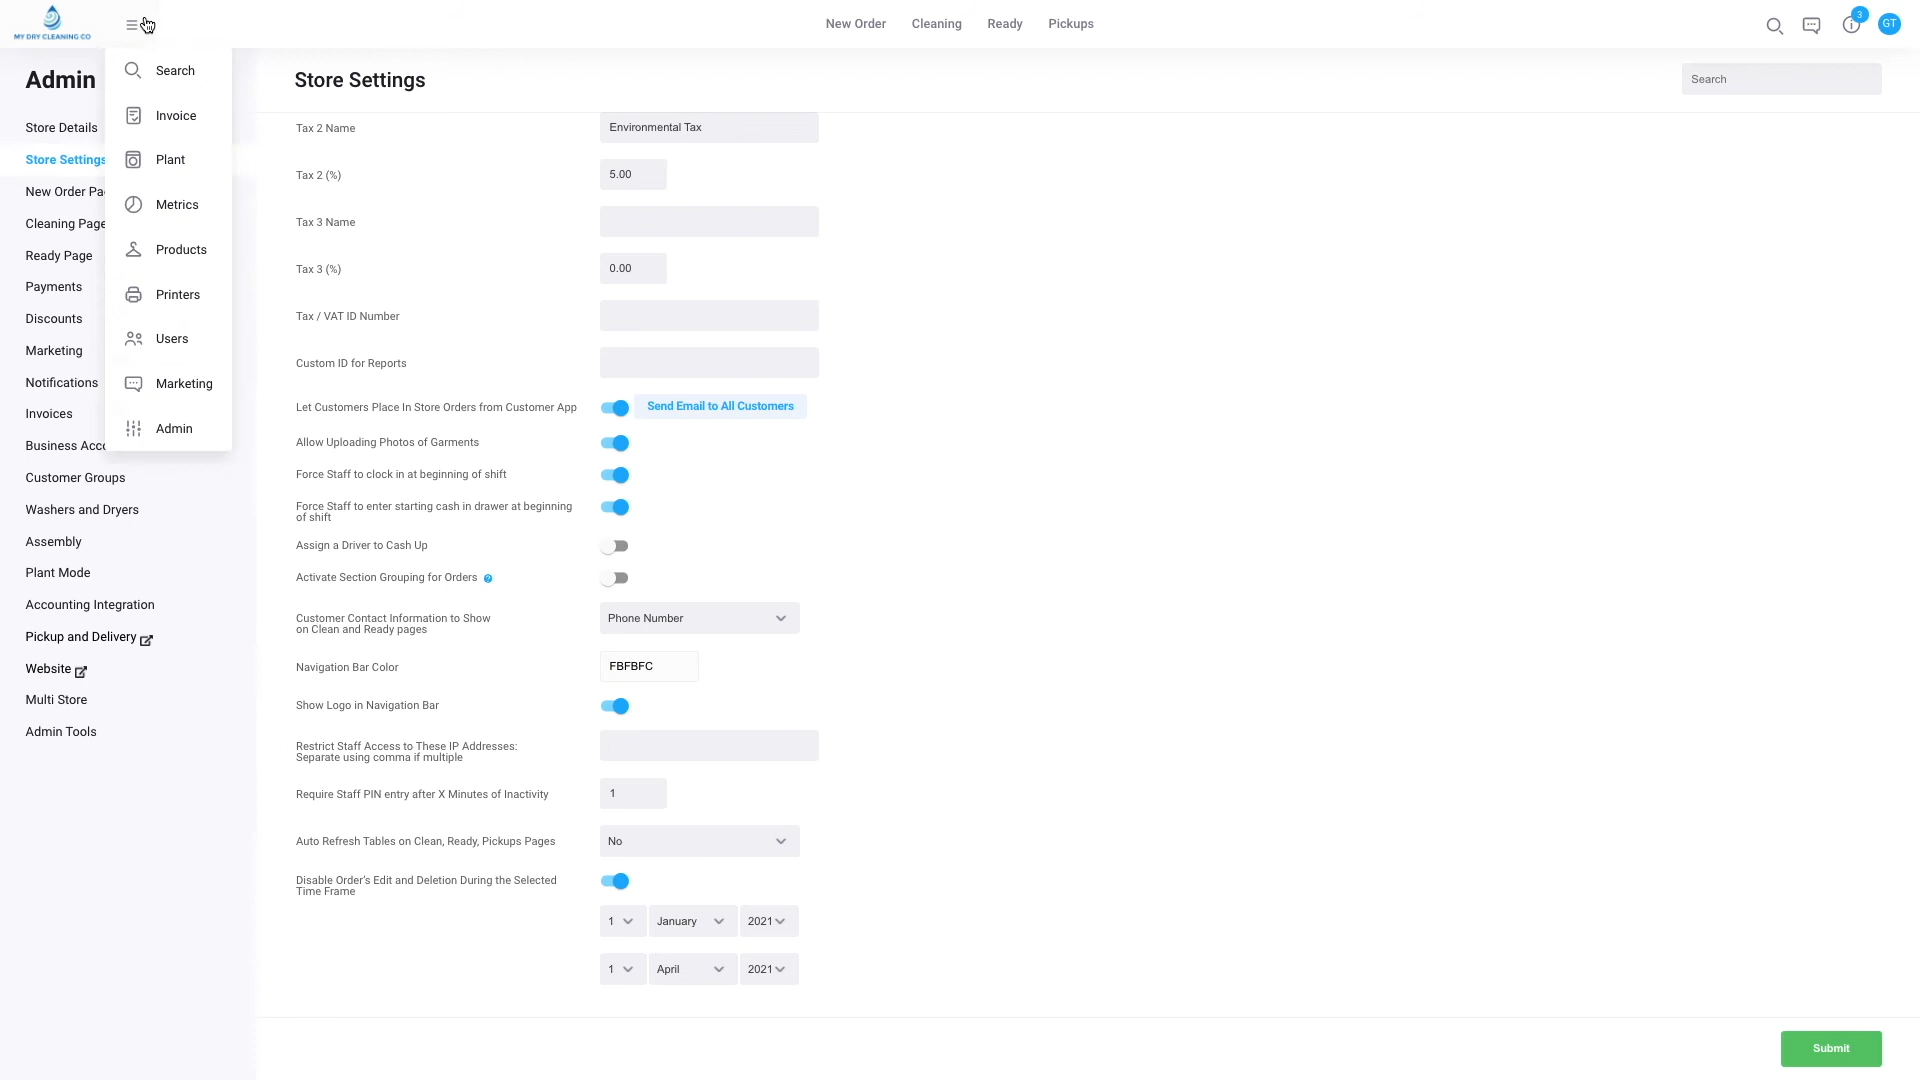 MY DRY CLEANING CO
New Order
Cleaning
Ready
Pickups
3
GT
Search
Invoice
Plant
Metrics
Products
Printers
Users
Marketing
Admin
Admin
Store Details
Store Settings
New Order Pa
Cleaning Page
Ready Page
Payments
Discounts
Marketing
Notifications
Invoices
Business Acco
Customer Groups
Washers and Dryers
Assembly
Plant Mode
Accounting Integration
Pickup and Delivery
Website
Multi Store
Admin Tools
Store Settings
Search
Tax 2 Name
Environmental Tax
Tax 2 (%)
5.00
Tax 3 Name
Tax 3 (%)
0.00
Tax / VAT ID Number
Custom ID for Reports
Let Customers Place In Store Orders from Customer App
Send Email to All Customers
Allow Uploading Photos of Garments
Force Staff to clock in at beginning of shift
Force Staff to enter starting cash in drawer at beginning
of shift
Assign a Driver to Cash Up
Activate Section Grouping for Orders ?
Customer Contact Information to Show
on Clean and Ready pages
Phone Number
Navigation Bar Color
FBFBFC
Show Logo in Navigation Bar
Restrict Staff Access to These IP Addresses:
Separate using comma if multiple
Require Staff PIN entry after X Minutes of Inactivity
1
Auto Refresh Tables on Clean, Ready, Pickups Pages
No
Disable Order's Edit and Deletion During the Selected
Time Frame
1 January 2021
1 April 2021
Submit